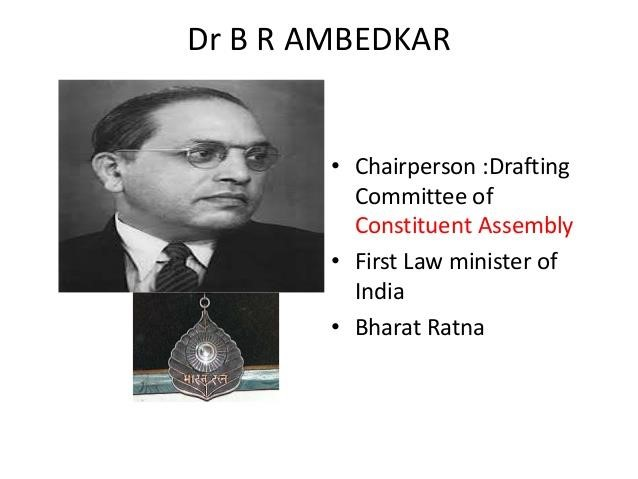 Dr B R AMBEDKAR
• Chairperson :Drafting
Committee of
Constituent Assembly
• First Law minister of
India
• Bharat Ratna
भारत रत्न